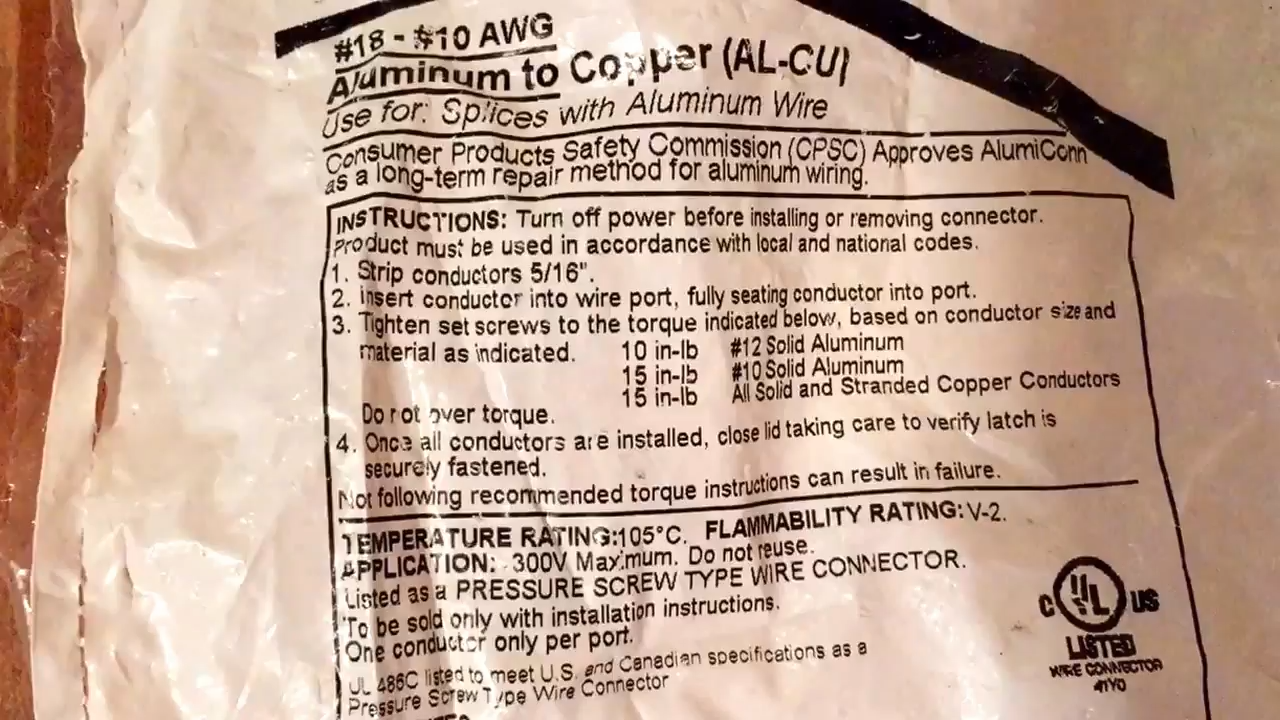 #18 - #10 AWG
Aluminum to Copper (AL-CU)
Use for: Splices with Aluminum Wire
Consumer Products Safety Commission (CPSC) Approves AlumiConn
as a long-term repair method for aluminum wiring.
INSTRUCTIONS: Turn off power before installing or removing connector.
Product must be used in accordance with local and national codes.
1. Strip conductors 5/16".
2. Insert conductor into wire port, fully seating conductor into port.
3. Tighten set screws to the torque indicated below, based on conductor size and
material as indicated. 10 in-lb #12 Solid Aluminum
15 in-lb #10 Solid Aluminum
15 in-lb All Solid and Stranded Copper Conductors
Do not over torque.
4. Once all conductors are installed, close lid taking care to verify latch is
securely fastened.
Not following recommended torque instructions can result in failure.
TEMPERATURE RATING:105°C. FLAMMABILITY RATING: V-2.
APPLICATION: 300V Maximum. Do not reuse.
Listed as a PRESSURE SCREW TYPE WIRE CONNECTOR.
To be sold only with installation instructions.
One conductor only per port.
UL 486C listed to meet U.S. and Canadian specifications as a
Pressure Screw Type Wire Connector
C UL US
LISTED
WIRE CONNECTOR
41Y0